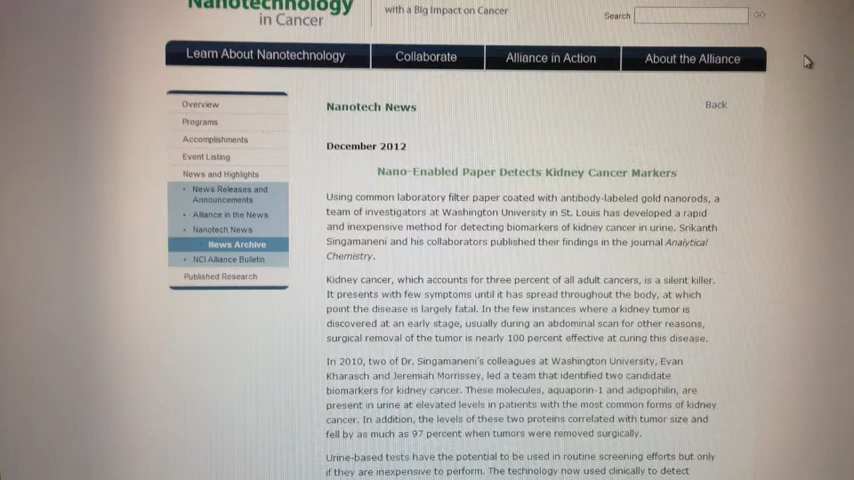 Nanotechnology
in Cancer
with a Big Impact on Cancer
Search
GO
Learn About Nanotechnology
Collaborate
Alliance in Action
About the Alliance
Overview
Programs
Accomplishments
Event Listing
News and Highlights
News Releases and
Announcements
Alliance in the News
Nanotech News
News Archive
NCI Alliance Bulletin
Published Research
Nanotech News
Back
December 2012
Nano-Enabled Paper Detects Kidney Cancer Markers
Using common laboratory filter paper coated with antibody-labeled gold nanorods, a
team of investigators at Washington University in St. Louis has developed a rapid
and inexpensive method for detecting biomarkers of kidney cancer in urine. Srikanth
Singamaneni and his collaborators published their findings in the journal Analytical
Chemistry.
Kidney cancer, which accounts for three percent of all adult cancers, is a silent killer.
It presents with few symptoms until it has spread throughout the body, at which
point the disease is largely fatal. In the few instances where a kidney tumor is
discovered at an early stage, usually during an abdominal scan for other reasons,
surgical removal of the tumor is nearly 100 percent effective at curing this disease.
In 2010, two of Dr. Singamaneni's colleagues at Washington University, Evan
Kharasch and Jeremiah Morrissey, led a team that identified two candidate
biomarkers for kidney cancer. These molecules, aquaporin-1 and adipophilin, are
present in urine at elevated levels in patients with the most common forms of kidney
cancer. In addition, the levels of these two proteins correlated with tumor size and
fell by as much as 97 percent when tumors were removed surgically.
Urine-based tests have the potential to be used in routine screening efforts but only
if they are inexpensive to perform. The technology now used clinically to detect